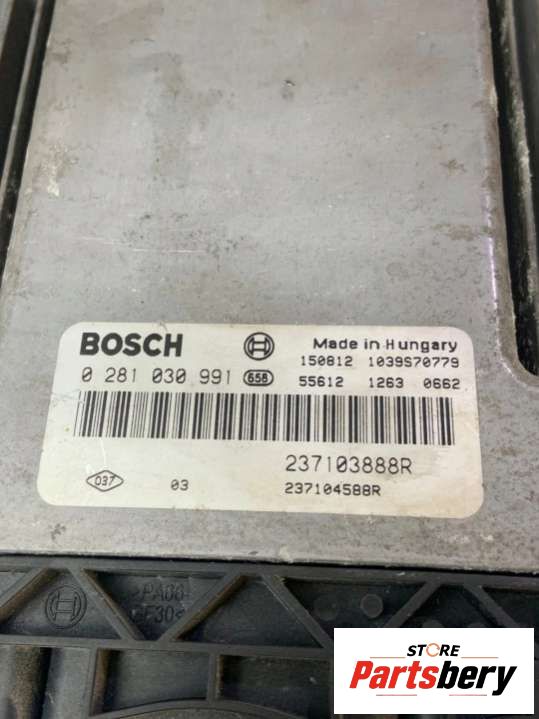 BOSCH
Made in Hungary
150812 1039S70779
0 281 030 991 658
55612 1263 0662
237103888R
037 03
237104588R
STORE
Partsbery